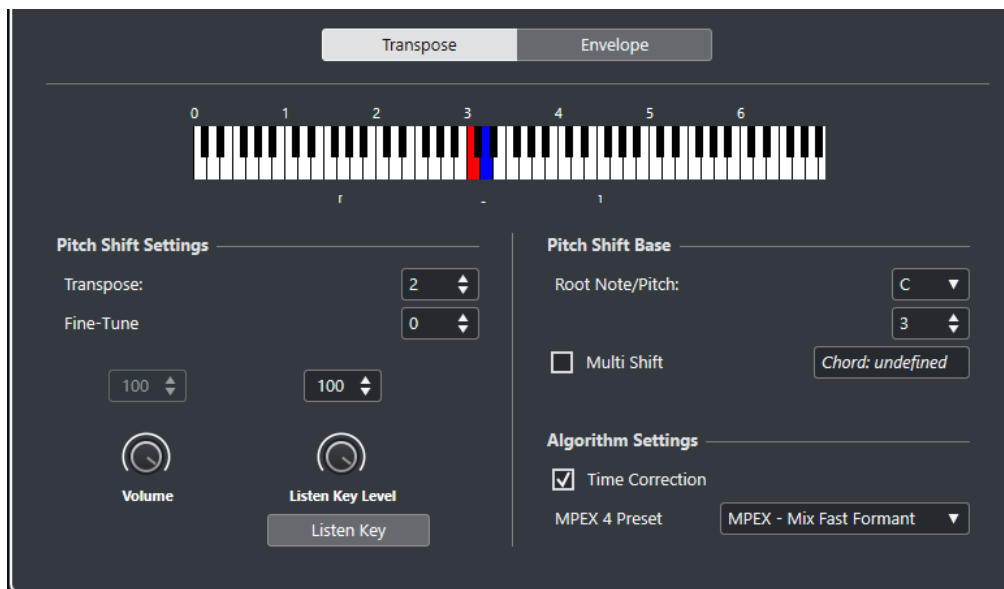 Transpose Envelope
0 1 2 3 4 5 6
Pitch Shift Settings
Transpose: 2
Fine-Tune 0
100 100
Volume Listen Key Level
Listen Key
Pitch Shift Base
Root Note/Pitch: C
3
Multi Shift Chord: undefined
Algorithm Settings
Time Correction
MPEX 4 Preset MPEX - Mix Fast Formant